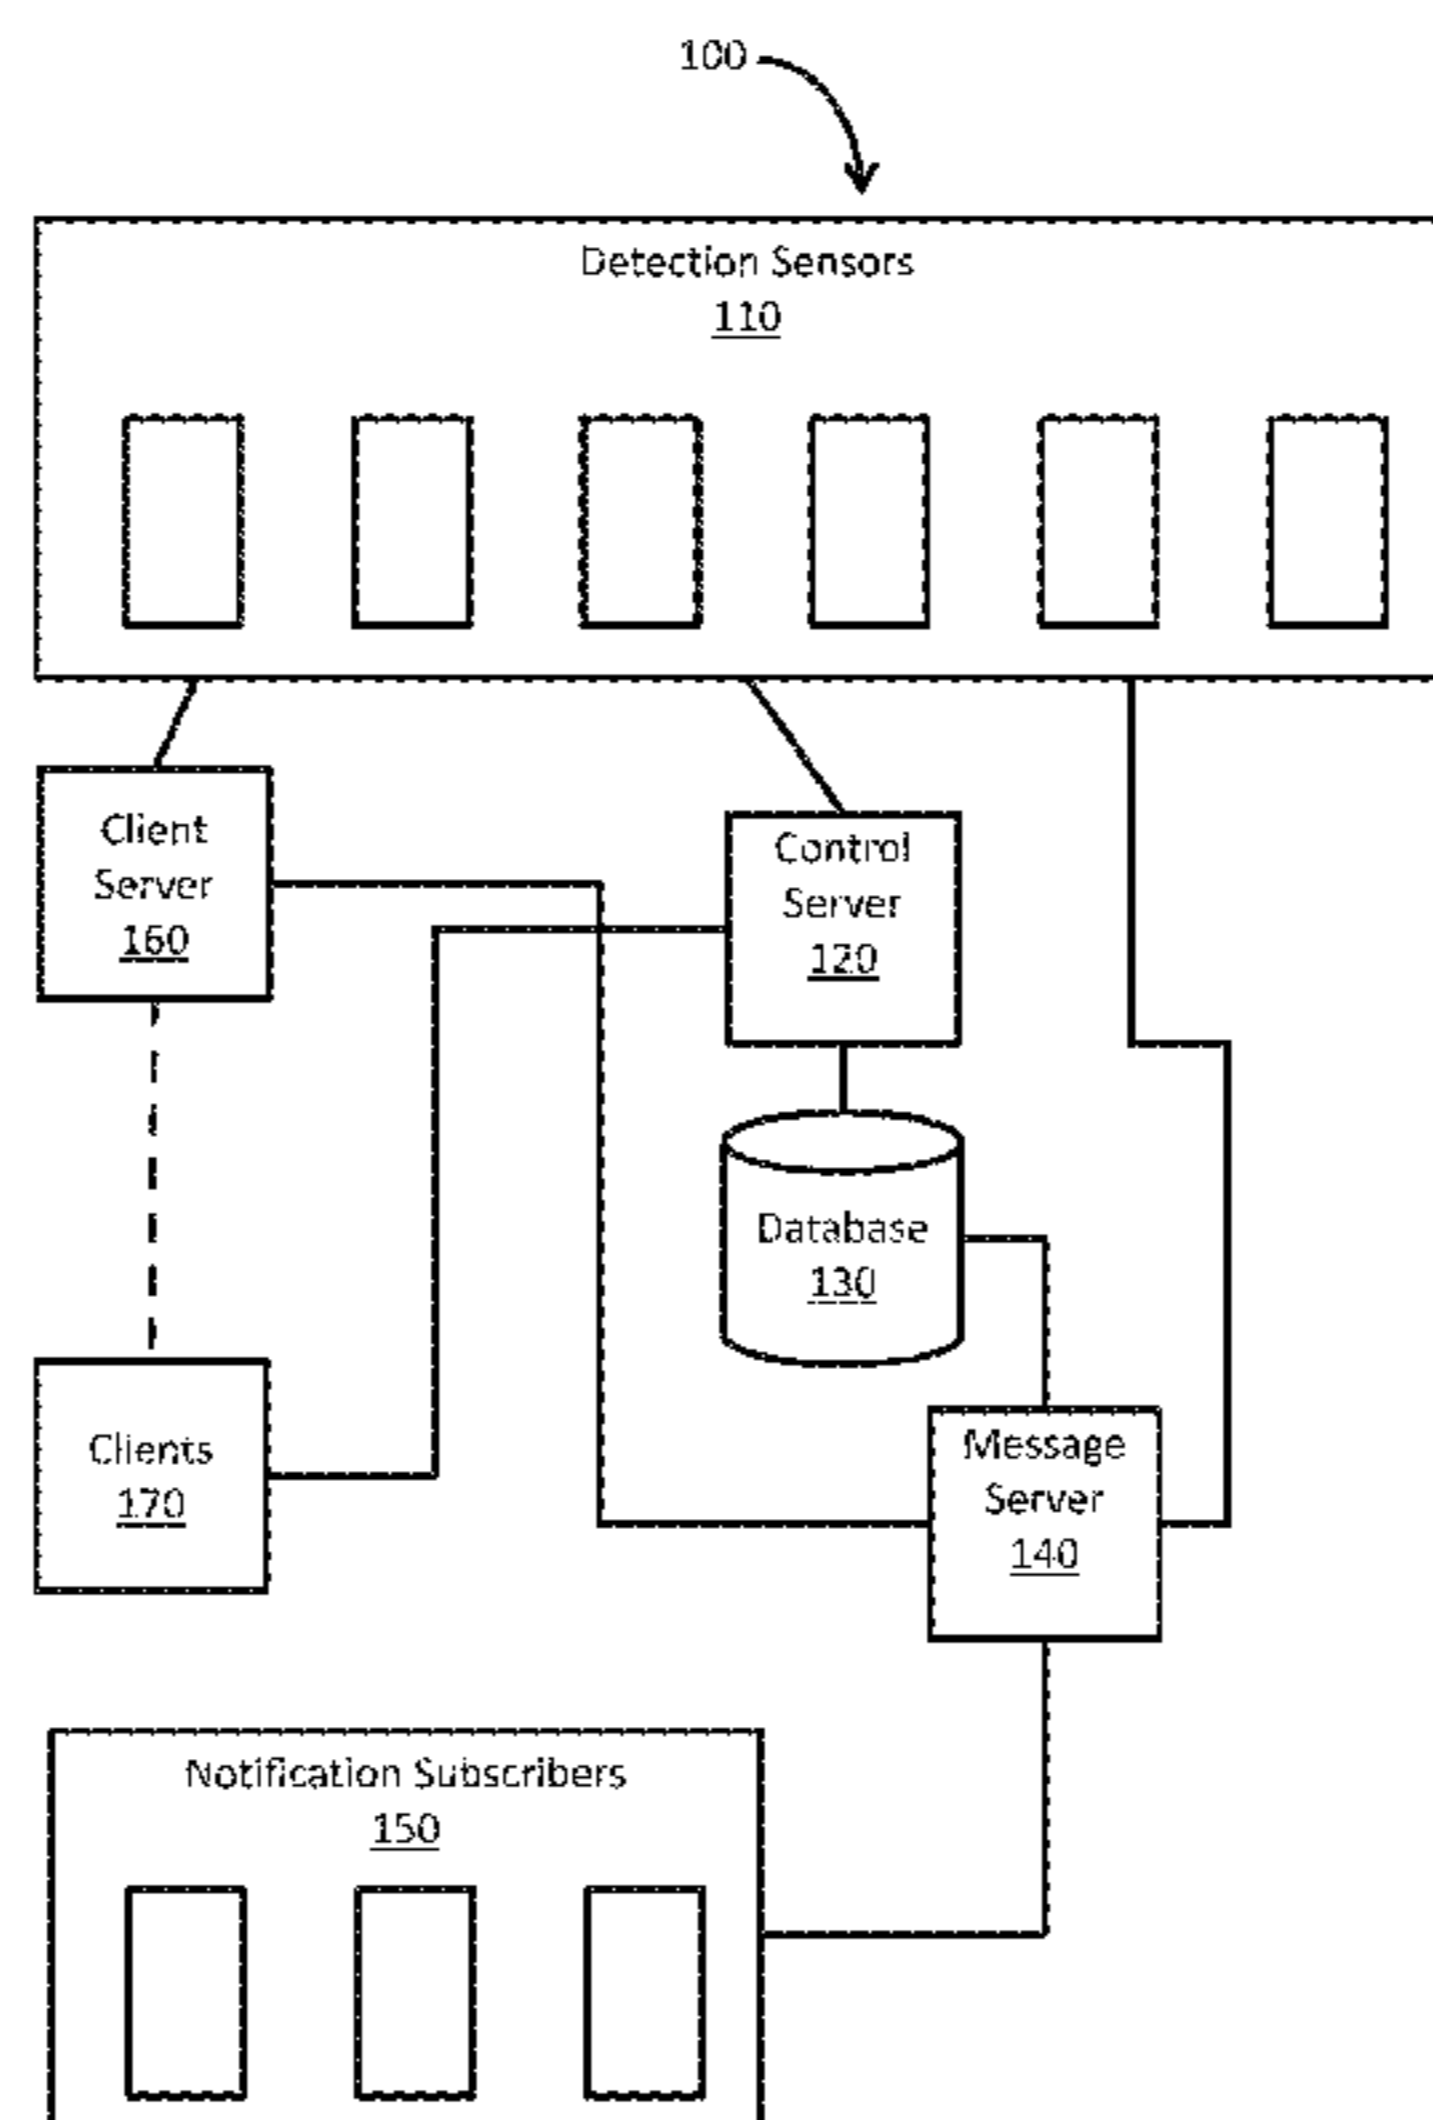 100
Detection Sensors
110
Client
Server
160
Control
Server
120
Database
130
Clients
170
Message
Server
140
Notification Subscribers
150